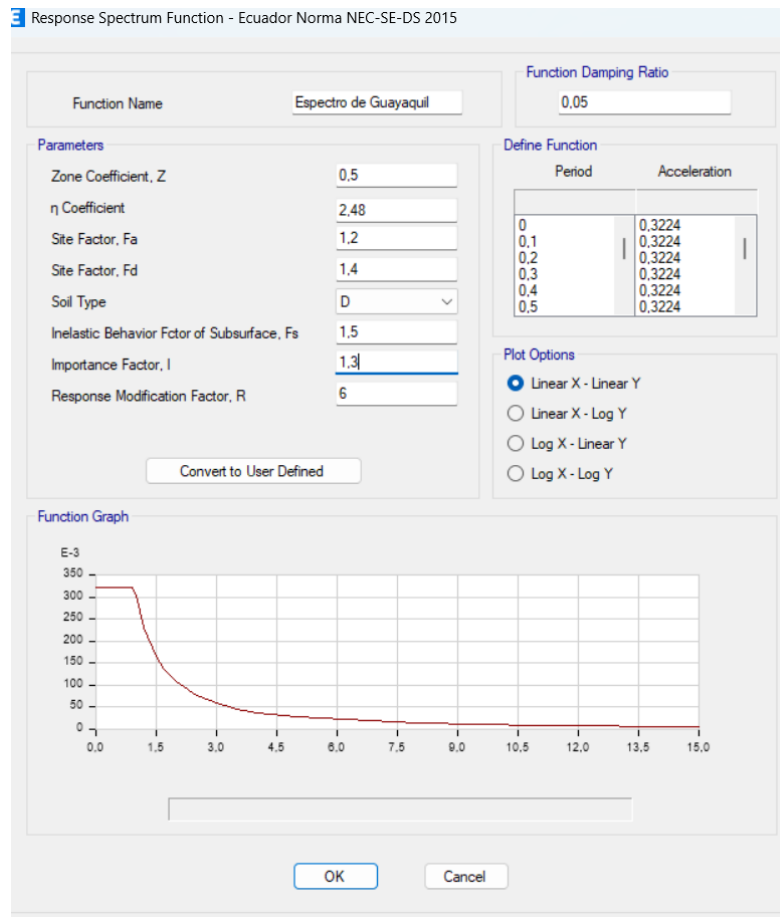 E Response Spectrum Function - Ecuador Norma NEC-SE-DS 2015
Function Name Espectro de Guayaquil
Function Damping Ratio
0,05
Parameters
Zone Coefficient, Z 0,5
η Coefficient 2,48
Site Factor, Fa 1,2
Site Factor, Fd 1,4
Soil Type D
Inelastic Behavior Fctor of Subsurface, Fs 1,5
Importance Factor, I 1,3
Response Modification Factor, R 6
Convert to User Defined
Define Function
Period Acceleration
0 0,3224
0,1 0,3224
0,2 0,3224
0,3 0,3224
0,4 0,3224
0,5 0,3224
Plot Options
Linear X - Linear Y
Linear X - Log Y
Log X - Linear Y
Log X - Log Y
Function Graph
E-3
350
300
250
200
150
100
50
0
0,0 1,5 3,0 4,5 6,0 7,5 9,0 10,5 12,0 13,5 15,0
OK Cancel